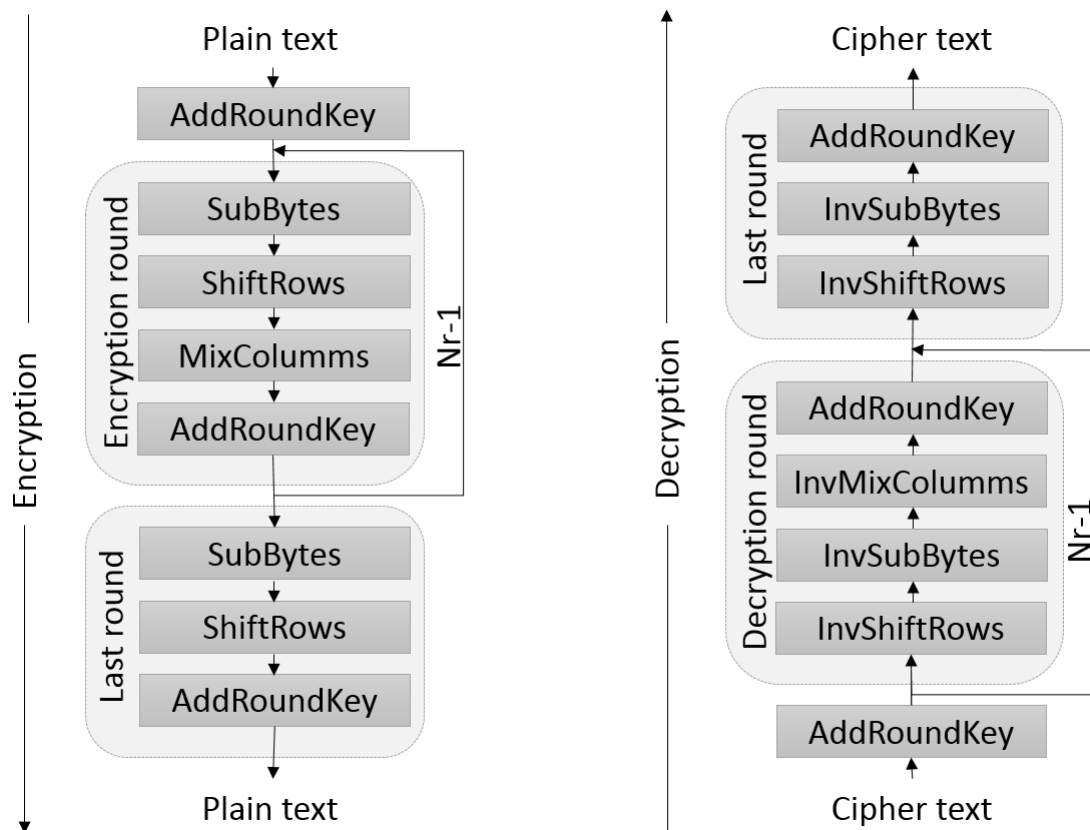 Plain text
AddRoundKey
Encryption round
SubBytes
ShiftRows
MixColumms
AddRoundKey
Nr-1
Last round
SubBytes
ShiftRows
AddRoundKey
Plain text
Encryption
Cipher text
Last round
AddRoundKey
InvSubBytes
InvShiftRows
Decryption round
AddRoundKey
InvMixColumms
InvSubBytes
InvShiftRows
Nr-1
AddRoundKey
Cipher text
Decryption